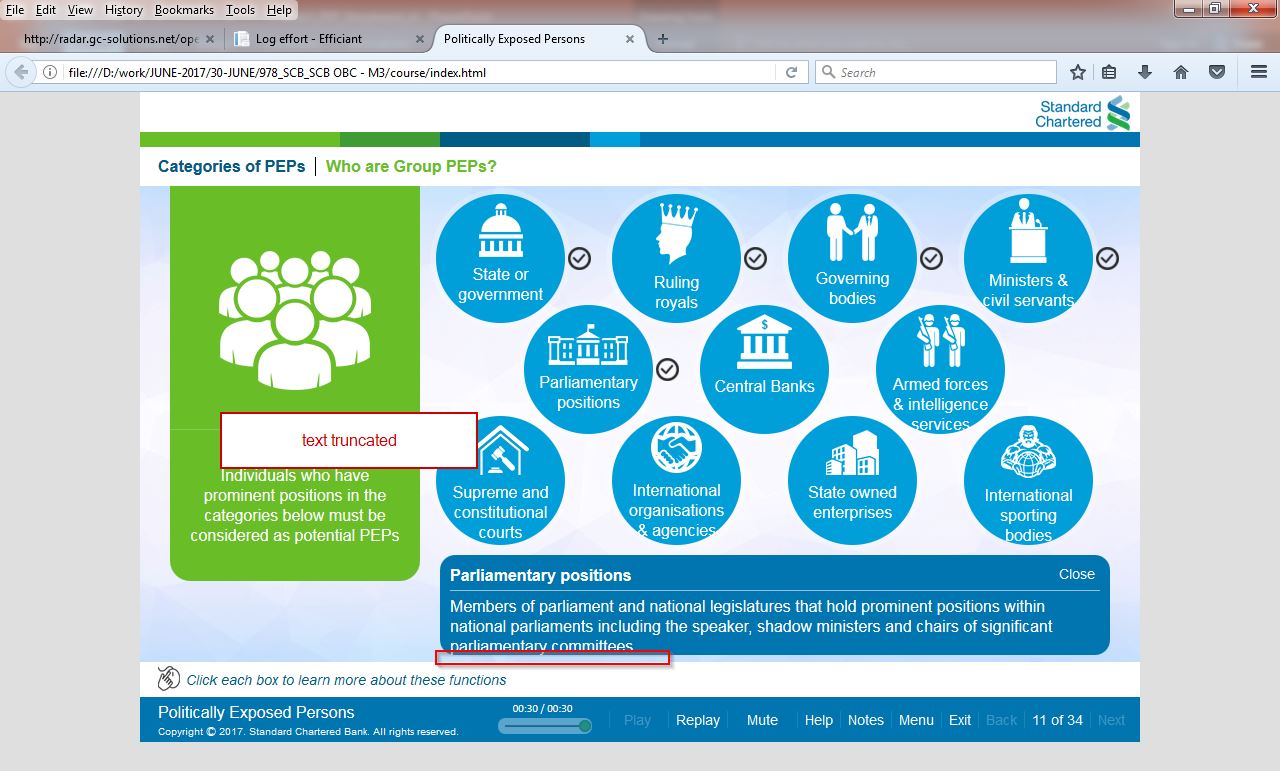 File Edit View History Bookmarks Tools Help
http://radar.gc-solutions.net/ope
Log effort - Efficiant
Politically Exposed Persons
file:///D:/work/JUNE-2017/30-JUNE/978_SCB_SCB OBC - M3/course/index.html
Search
Standard
Chartered
Categories of PEPs | Who are Group PEPs?
State or
government
Ruling
royals
Governing
bodies
Ministers &
civil servants
Parliamentary
positions
$
Central Banks
Armed forces
& intelligence
services
text truncated
Individuals who have
prominent positions in the
categories below must be
considered as potential PEPs
Supreme and
constitutional
courts
International
organisations
& agencies
State owned
enterprises
International
sporting
bodies
Parliamentary positions
Close
Members of parliament and national legislatures that hold prominent positions within
national parliaments including the speaker, shadow ministers and chairs of significant
parliamentary committees
Click each box to learn more about these functions
Politically Exposed Persons
Copyright © 2017. Standard Chartered Bank. All rights reserved.
00:30 / 00:30
Play Replay Mute Help Notes Menu Exit Back 11 of 34 Next